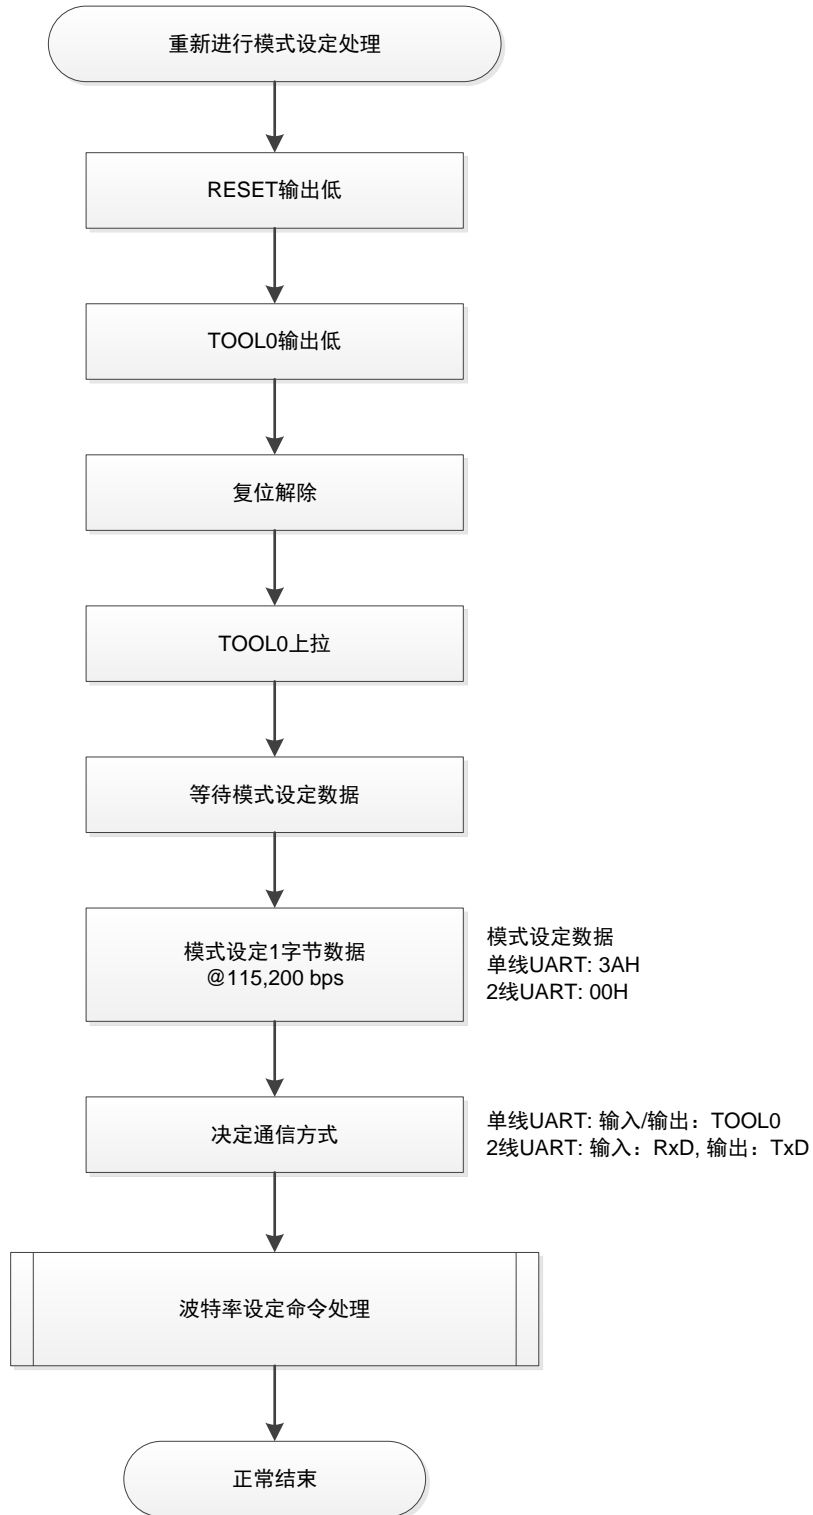 重新进行模式设定处理
RESET输出低
TOOL0输出低
复位解除
TOOL0上拉
等待模式设定数据
模式设定1字节数据
@115,200 bps
模式设定数据
单线UART: 3AH
2线UART: 00H
决定通信方式
单线UART: 输入/输出：TOOL0
2线UART: 输入：RxD, 输出：TxD
波特率设定命令处理
正常结束